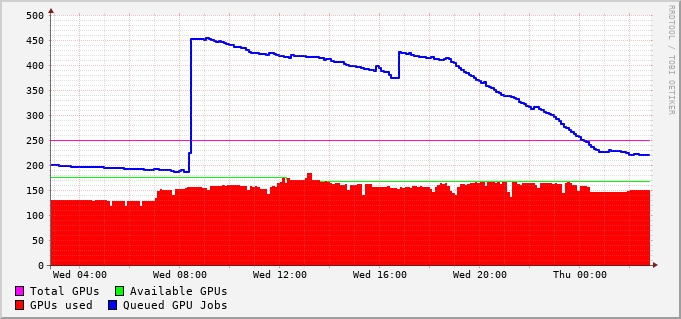 500
450
400
350
300
250
200
150
100
50
0
Wed 04:00 Wed 08:00 Wed 12:00 Wed 16:00 Wed 20:00 Thu 00:00
Total GPUs Available GPUs
GPUs used Queued GPU Jobs
RRDTOOL / TOBI OETIKER